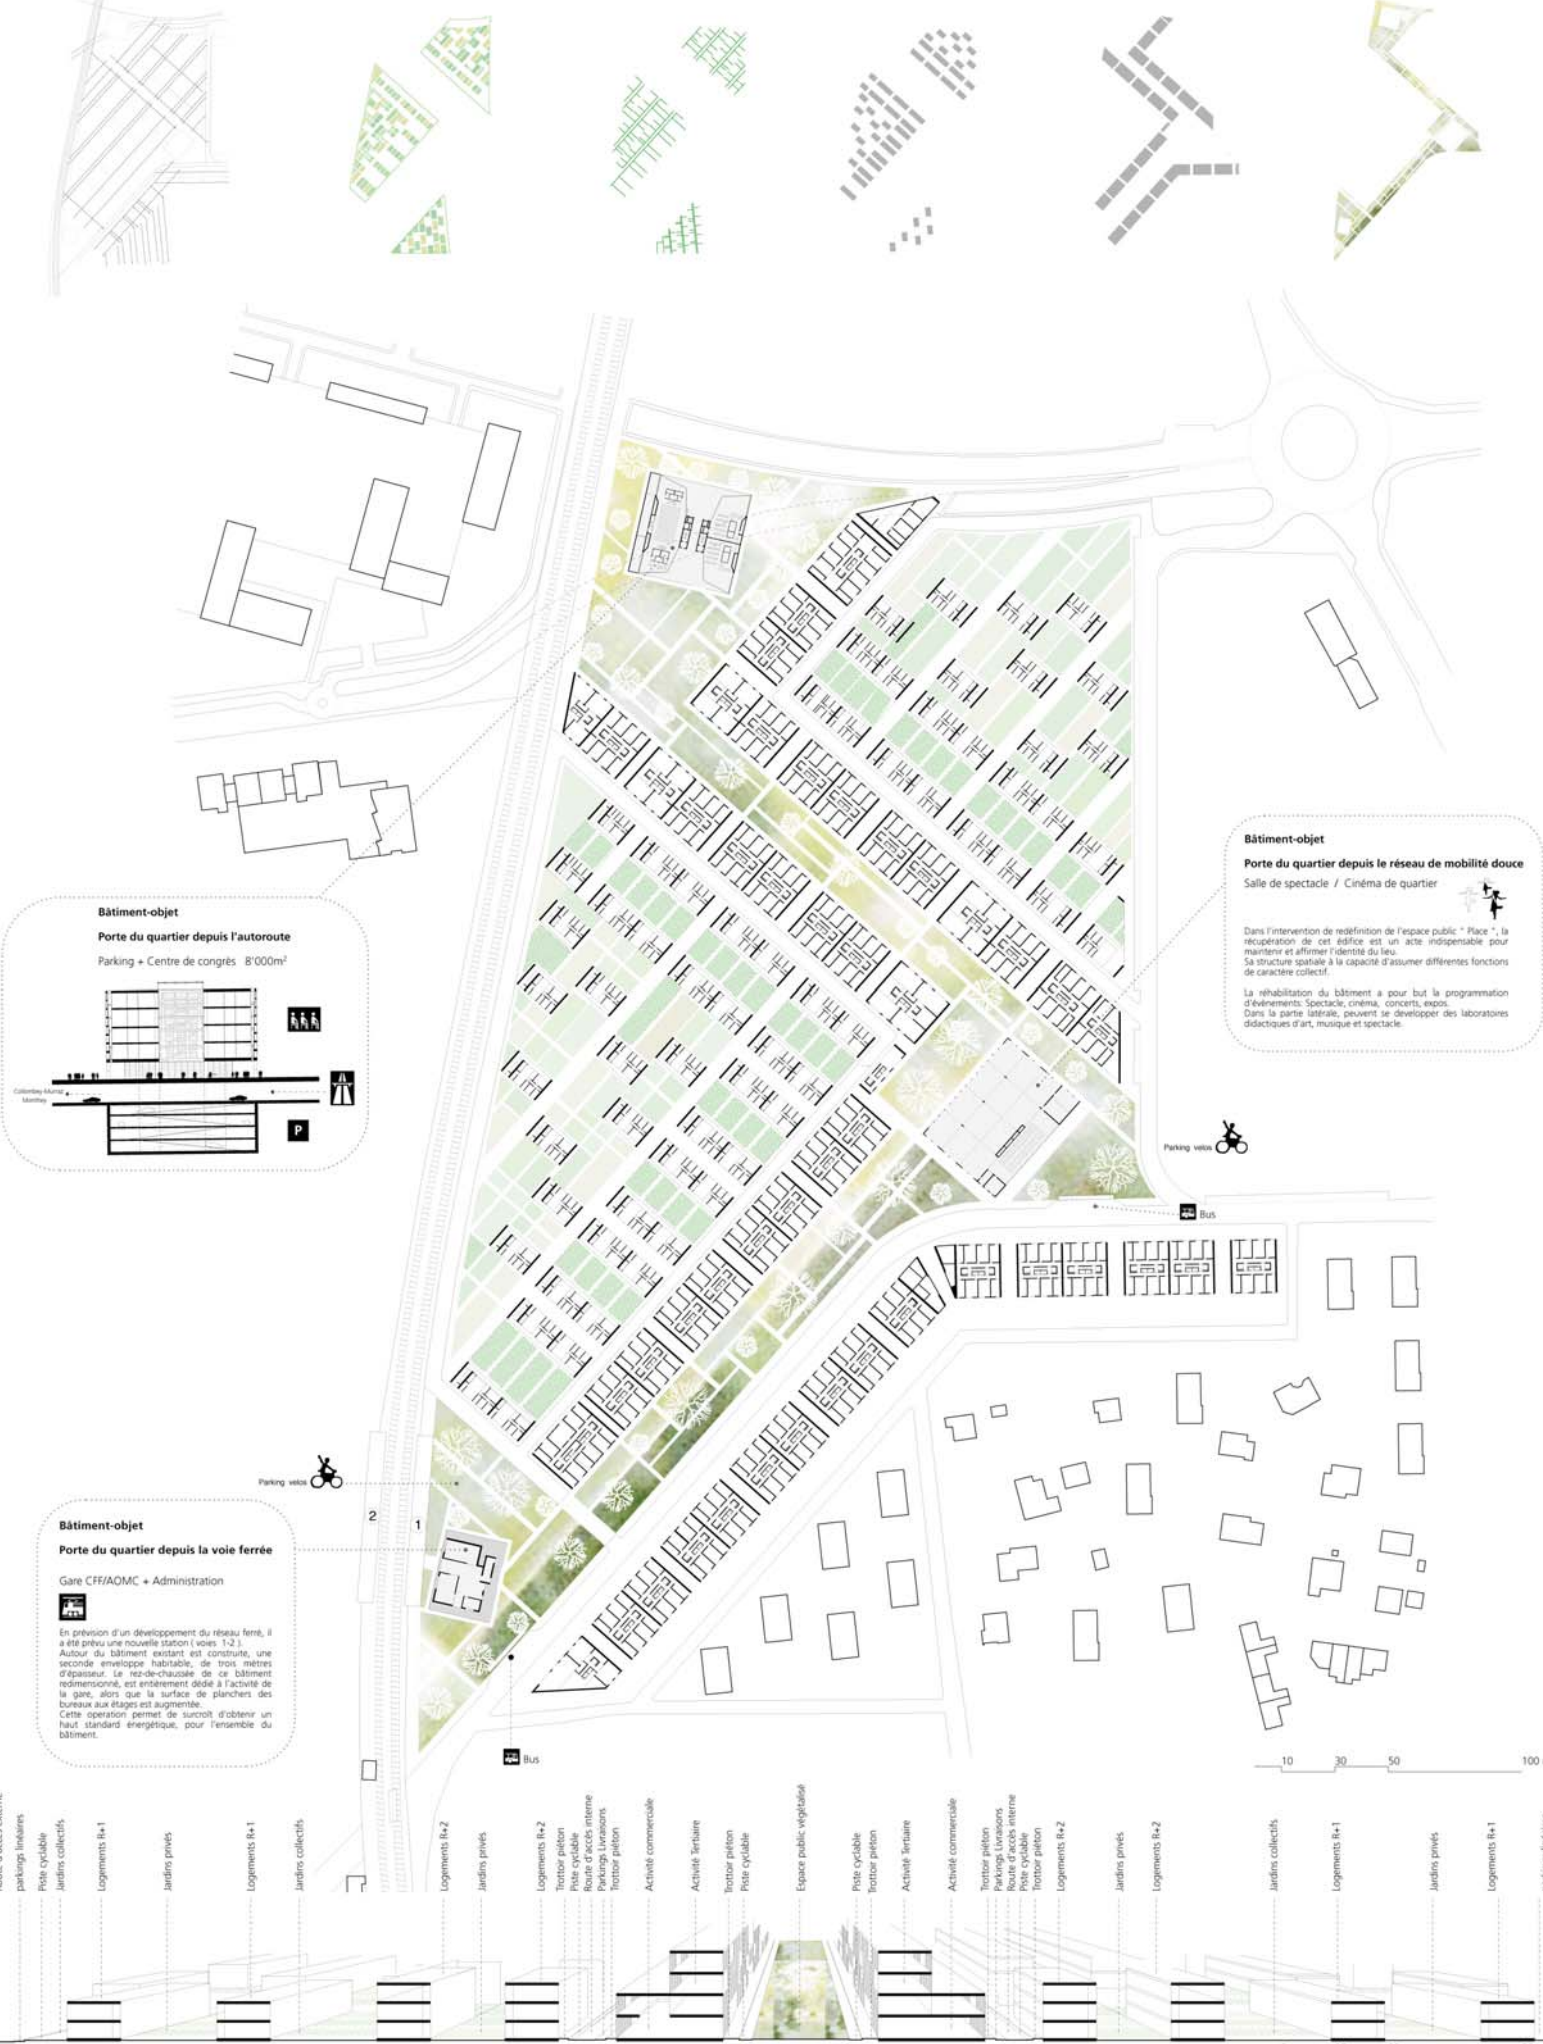 Bâtiment-objet
Porte du quartier depuis le réseau de mobilité douce
Salle de spectacle / Cinéma de quartier
Dans l'intervention de redéfinition de l'espace public " Place ", la
récupération de cet édifice est un acte indispensable pour
maintenir et affirmer l'identité du lieu.
Sa structure spatiale à la capacité d'assumer différentes fonctions
de caractère collectif.
La réhabilitation du bâtiment a pour but la programmation
d'évènements: Spectacle, cinéma, concerts, expos.
Dans la partie latérale, peuvent se developper des laboratoires
didactiques d'art, musique et spectacle.
Bâtiment-objet
Porte du quartier depuis l'autoroute
Parking + Centre de congrès 8'000m²
Collombey-Muraz
Monthey
P
Parking velos
Bus
Parking velos
2
1
Bâtiment-objet
Porte du quartier depuis la voie ferrée
Gare CFF/AOMC + Administration
En prévision d'un développement du réseau ferré, il
a été prévu une nouvelle station ( voies 1-2 ).
Autour du bâtiment existant est construite, une
seconde enveloppe habitable, de trois mètres
d'épaisseur. Le rez-de-chaussée de ce bâtiment
redimensionné, est entièrement dédié à l'activité de
la gare, alors que la surface de planchers des
bureaux aux étages est augmentée.
Cette operation permet de surcroît d'obtenir un
haut standard énergétique, pour l'ensemble du
bâtiment.
Bus
10 30 50 100
parkings linéaires
Piste cyclable
Jardins collectifs
Logements R+1
Jardins privés
Logements R+1
Jardins collectifs
Logements R+2
Jardins privés
Logements R+2
Trottoir piéton
Piste cyclable
Route d'accès interne
Parkings Livraisons
Trottoir piéton
Activité commerciale
Activité Tertiaire
Trottoir piéton
Piste cyclable
Espace public végétalisé
Piste cyclable
Trottoir piéton
Activité Tertiaire
Activité commerciale
Trottoir piéton
Parkings Livraisons
Route d'accès interne
Piste cyclable
Trottoir piéton
Logements R+2
Jardins privés
Logements R+2
Jardins collectifs
Logements R+1
Jardins privés
Logements R+1